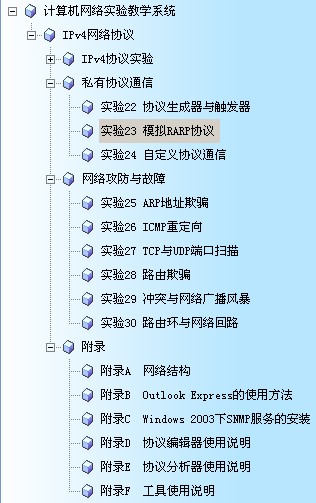 计算机网络实验教学系统
IPv4网络协议
IPv4协议实验
私有协议通信
实验22 协议生成器与触发器
实验23 模拟RARP协议
实验24 自定义协议通信
网络攻防与故障
实验25 ARP地址欺骗
实验26 ICMP重定向
实验27 TCP与UDP端口扫描
实验28 路由欺骗
实验29 冲突与网络广播风暴
实验30 路由环与网络回路
附录
附录A 网络结构
附录B Outlook Express的使用方法
附录C Windows 2003下SNMP服务的安装
附录D 协议编辑器使用说明
附录E 协议分析器使用说明
附录F 工具使用说明